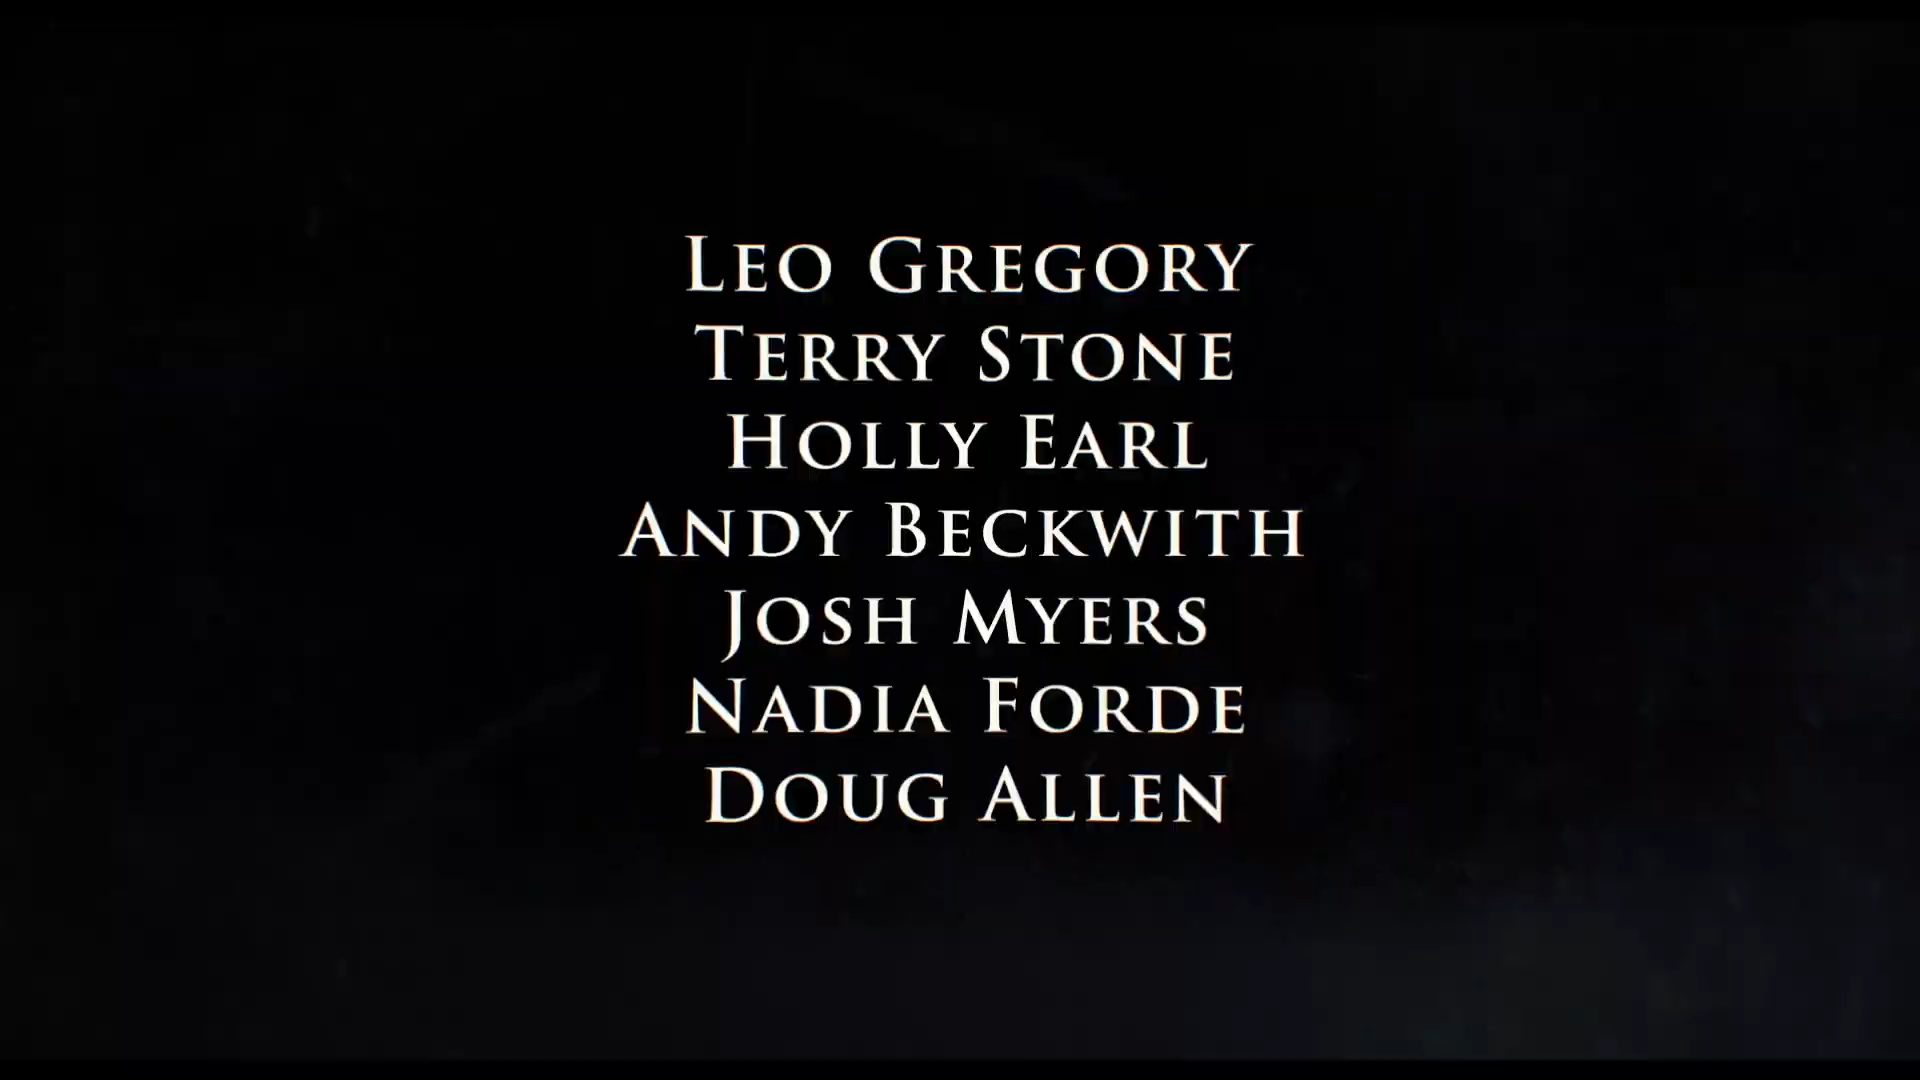 Leo Gregory
Terry Stone
Holly Earl
Andy Beckwith
Josh Myers
Nadia Forde
Doug Allen